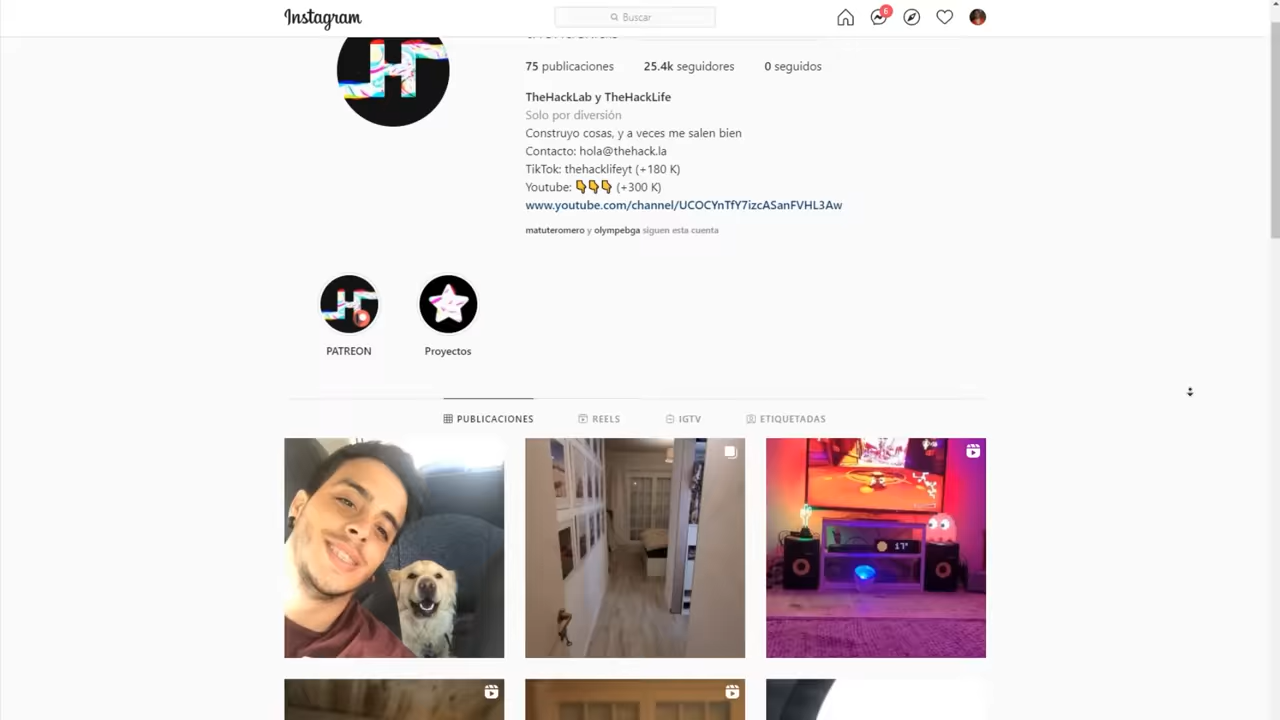 Instagram
Buscar
6
75 publicaciones 25.4k seguidores 0 seguidos
TheHackLab y TheHackLife
Solo por diversión
Construyo cosas, y a veces me salen bien
Contacto: hola@thehack.la
TikTok: thehacklifeyt (+180 K)
Youtube: 👇👇👇 (+300 K)
www.youtube.com/channel/UCOCYnTfY7izcASanFVHL3Aw
matuteromero y olympebga siguen esta cuenta
PATREON Proyectos
PUBLICACIONES REELS IGTV ETIQUETADAS
17°